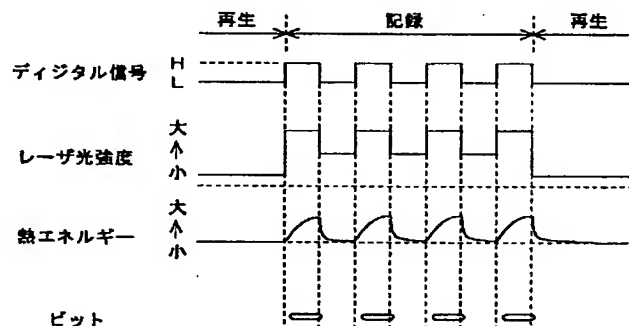 再生 記録 再生
ディジタル信号 H
L
レーザ光強度 大
↑
小
熱エネルギー 大
↑
小
ピット